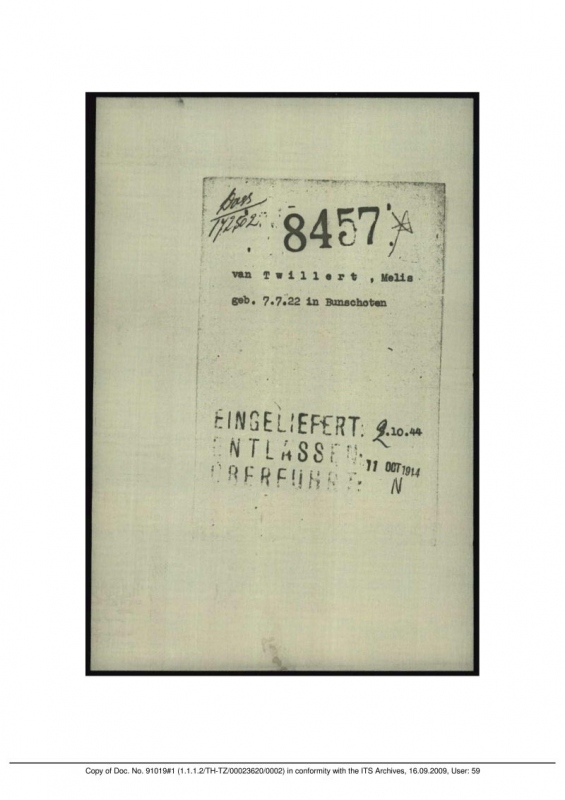 8457
van Twillert , Melis
geb. 7.7.22 in Bunschoten
EINGELIEFERT: 2.10.44
ENTLASSEN:
ÜBERFÜHRT: 11 OCT 1944
N
Copy of Doc. No. 91019#1 (1.1.1.2/TH-TZ/00023620/0002) in conformity with the ITS Archives, 16.09.2009, User: 59